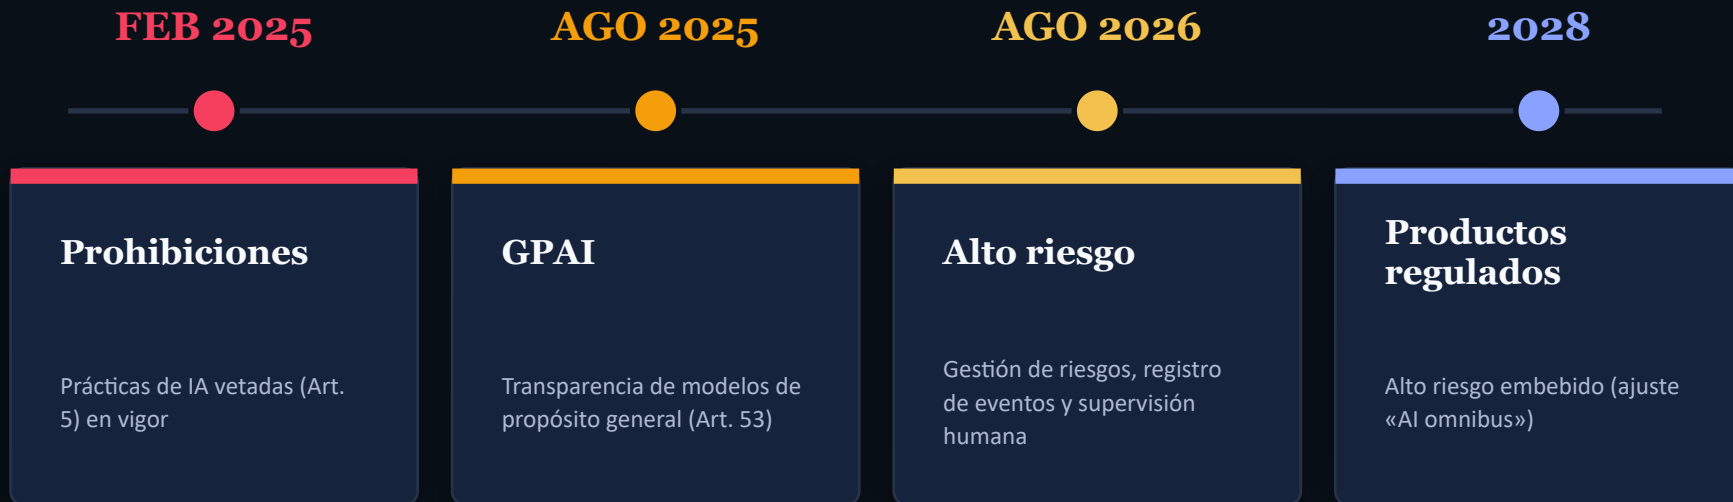 FEB 2025
AGO 2025
AGO 2026
2028
Prohibiciones
Prácticas de IA vetadas (Art.
5) en vigor
GPAI
Transparencia de modelos de
propósito general (Art. 53)
Alto riesgo
Gestión de riesgos, registro
de eventos y supervisión
humana
Productos
regulados
Alto riesgo embebido (ajuste
«AI omnibus»)